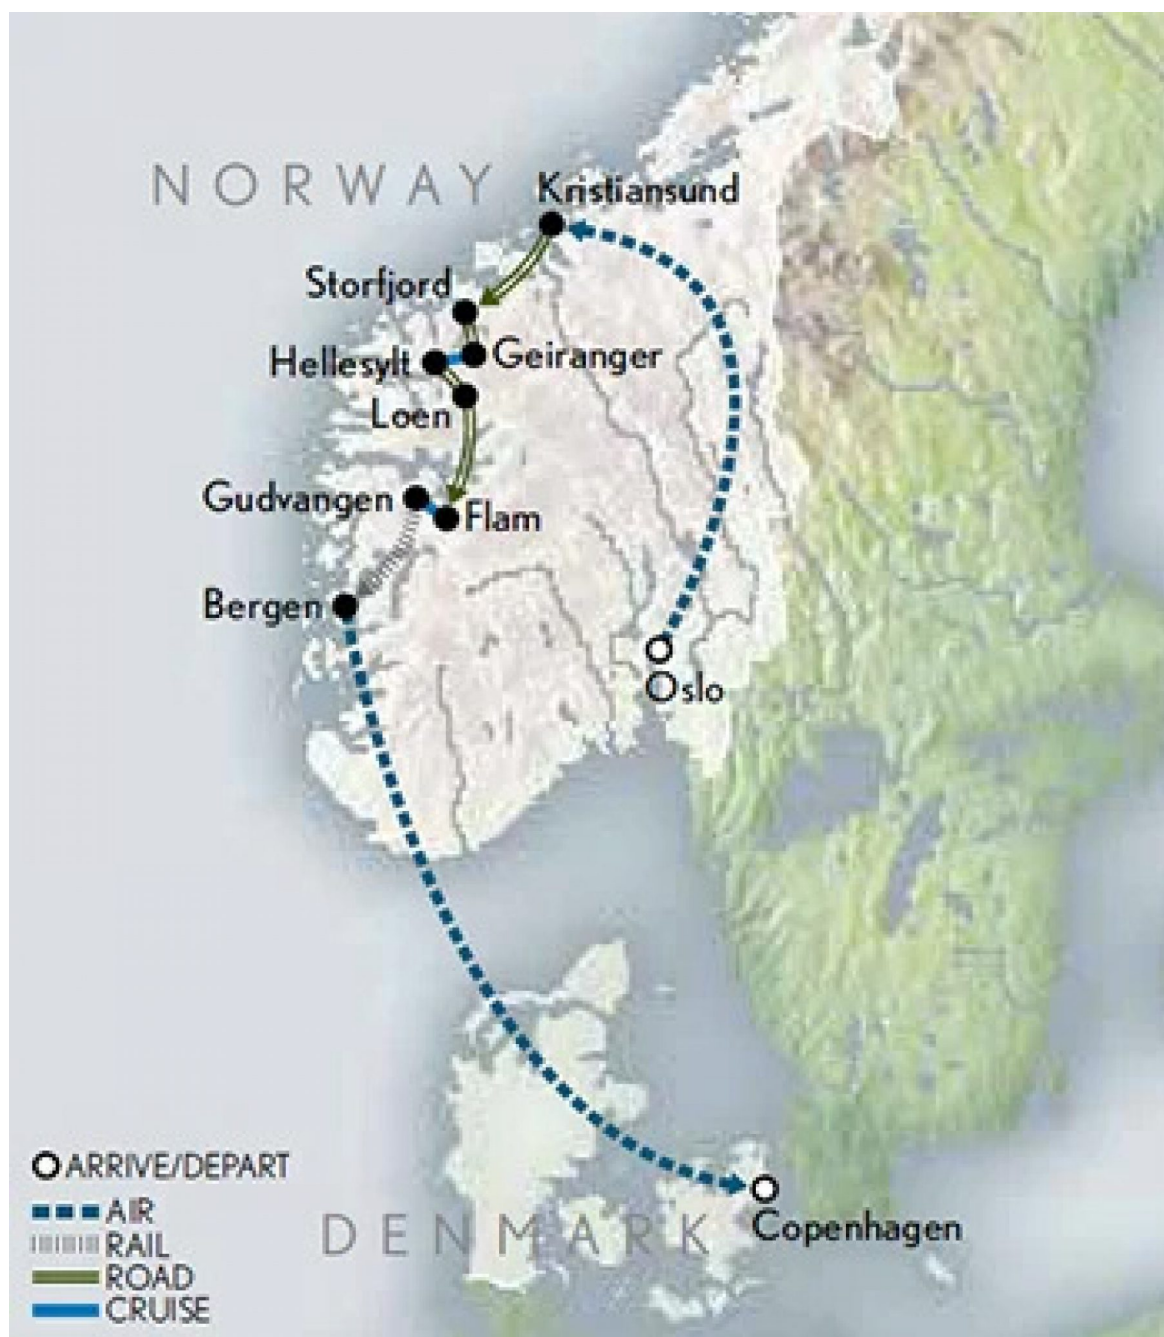 NORWAY
Kristiansund
Storfjord
Hellesylt
Geiranger
Loen
Gudvangen
Flam
Bergen
Oslo
ARRIVE/DEPART
AIR
RAIL
ROAD
CRUISE
DENMARK
Copenhagen